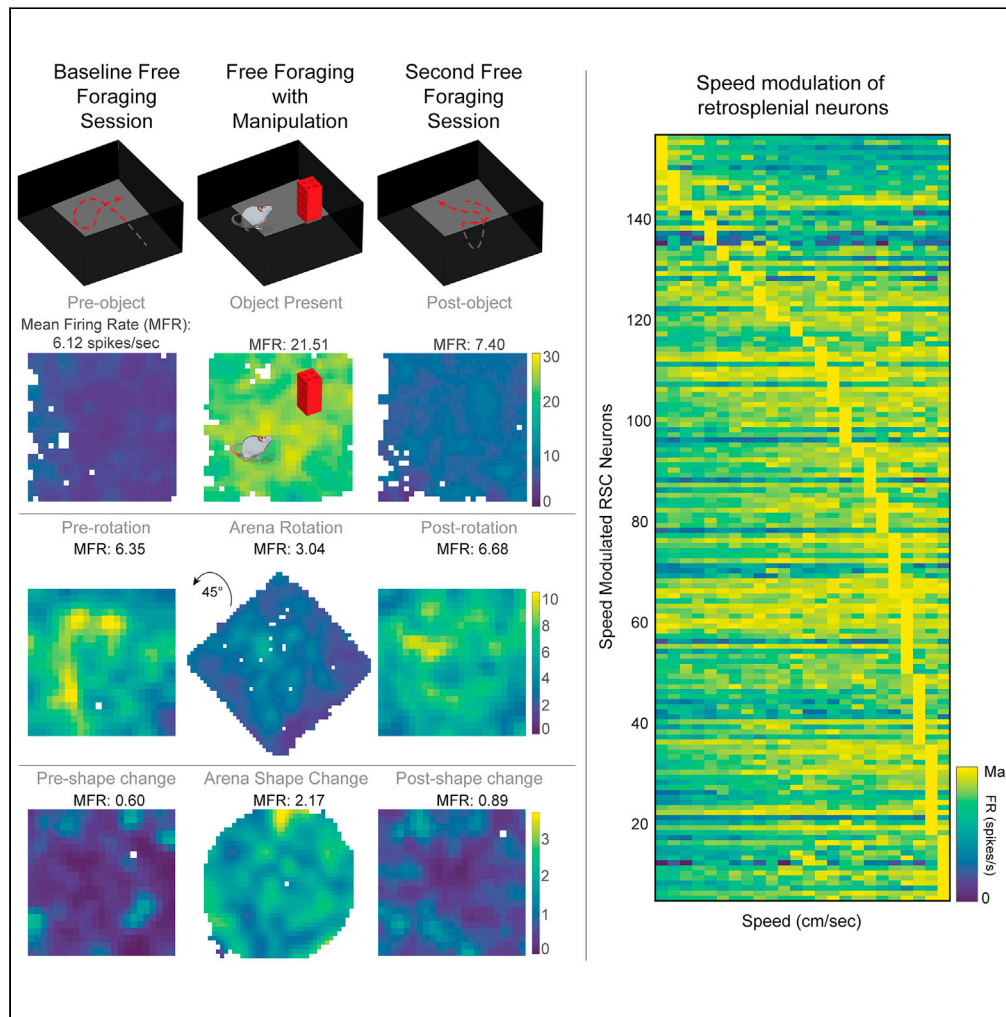 Baseline Free
Foraging
Session
Free Foraging
with
Manipulation
Second Free
Foraging
Session
Pre-object
Object Present
Post-object
Mean Firing Rate (MFR):
6.12 spikes/sec
MFR: 21.51
MFR: 7.40
30
20
10
0
Pre-rotation
Arena Rotation
Post-rotation
MFR: 6.35
MFR: 3.04
MFR: 6.68
45°
10
8
6
4
2
0
Pre-shape change
Arena Shape Change
Post-shape change
MFR: 0.60
MFR: 2.17
MFR: 0.89
3
2
1
0
Speed modulation of
retrosplenial neurons
Speed Modulated RSC Neurons
140
120
100
80
60
40
20
Speed (cm/sec)
Ma
FR (spikes/s)
0